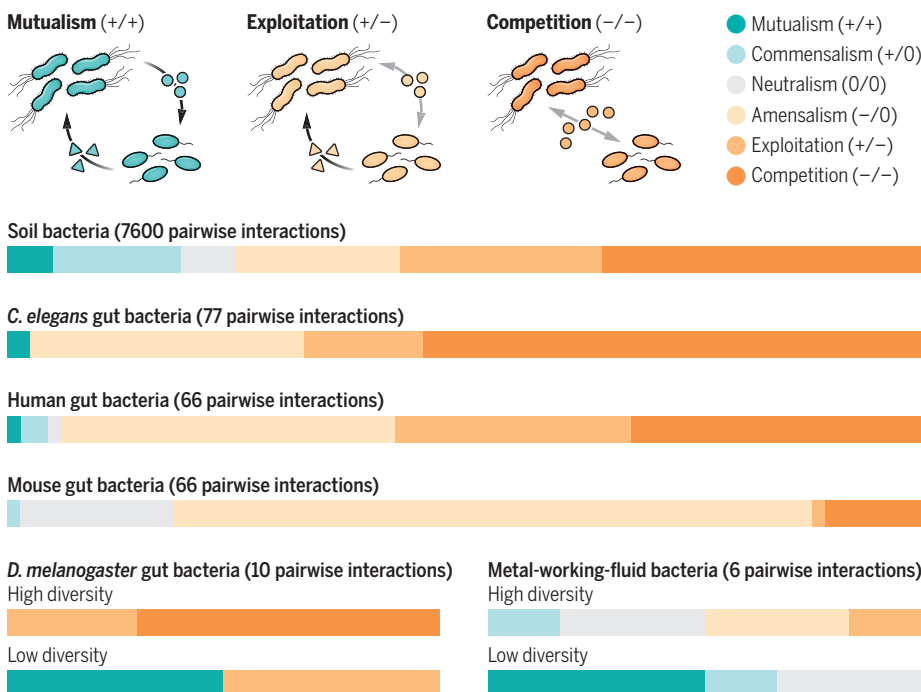 Mutualism (+/+)
Exploitation (+/−)
Competition (−/−)
Mutualism (+/+)
Commensalism (+/0)
Neutralism (0/0)
Amensalism (−/0)
Exploitation (+/−)
Competition (−/−)
Soil bacteria (7600 pairwise interactions)
C. elegans gut bacteria (77 pairwise interactions)
Human gut bacteria (66 pairwise interactions)
Mouse gut bacteria (66 pairwise interactions)
D. melanogaster gut bacteria (10 pairwise interactions)
High diversity
Low diversity
Metal-working-fluid bacteria (6 pairwise interactions)
High diversity
Low diversity